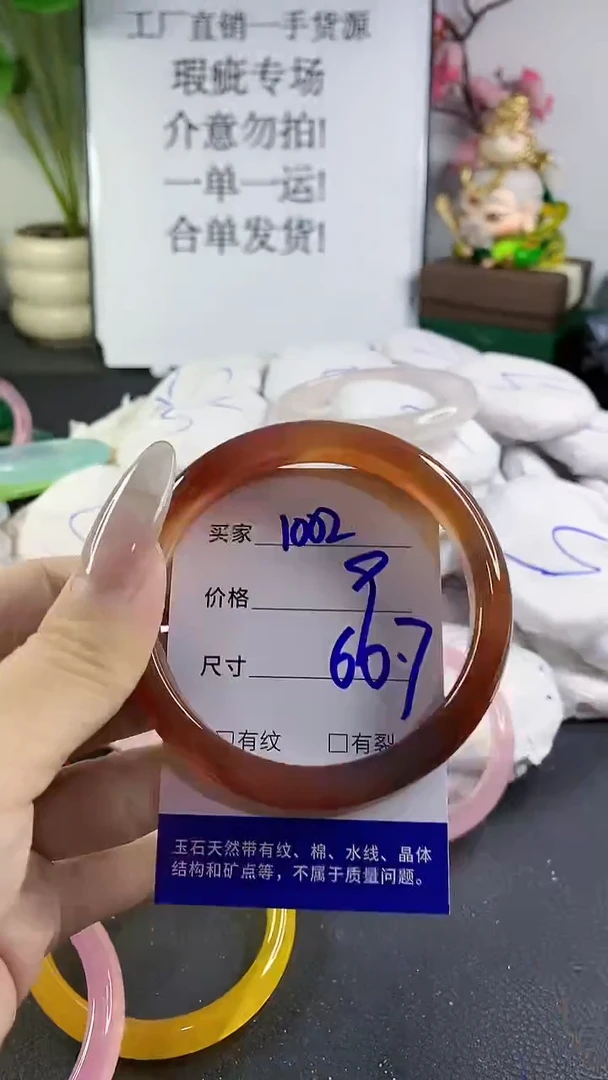 工厂直销一手货源
瑕疵专场
介意勿拍!
一单一运!
合单发货!
买家 1002
价格 9
尺寸 66.7
□有纹 □有裂
玉石天然带有纹、棉、水线、晶体
结构和矿点等，不属于质量问题。